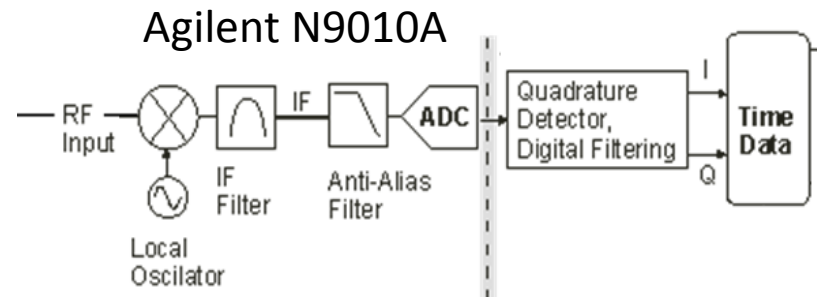 Agilent N9010A
RF
Input
IF
Filter
Local
Oscilator
IF
Anti-Alias
Filter
ADC
Quadrature
Detector,
Digital Filtering
I
Q
Time
Data